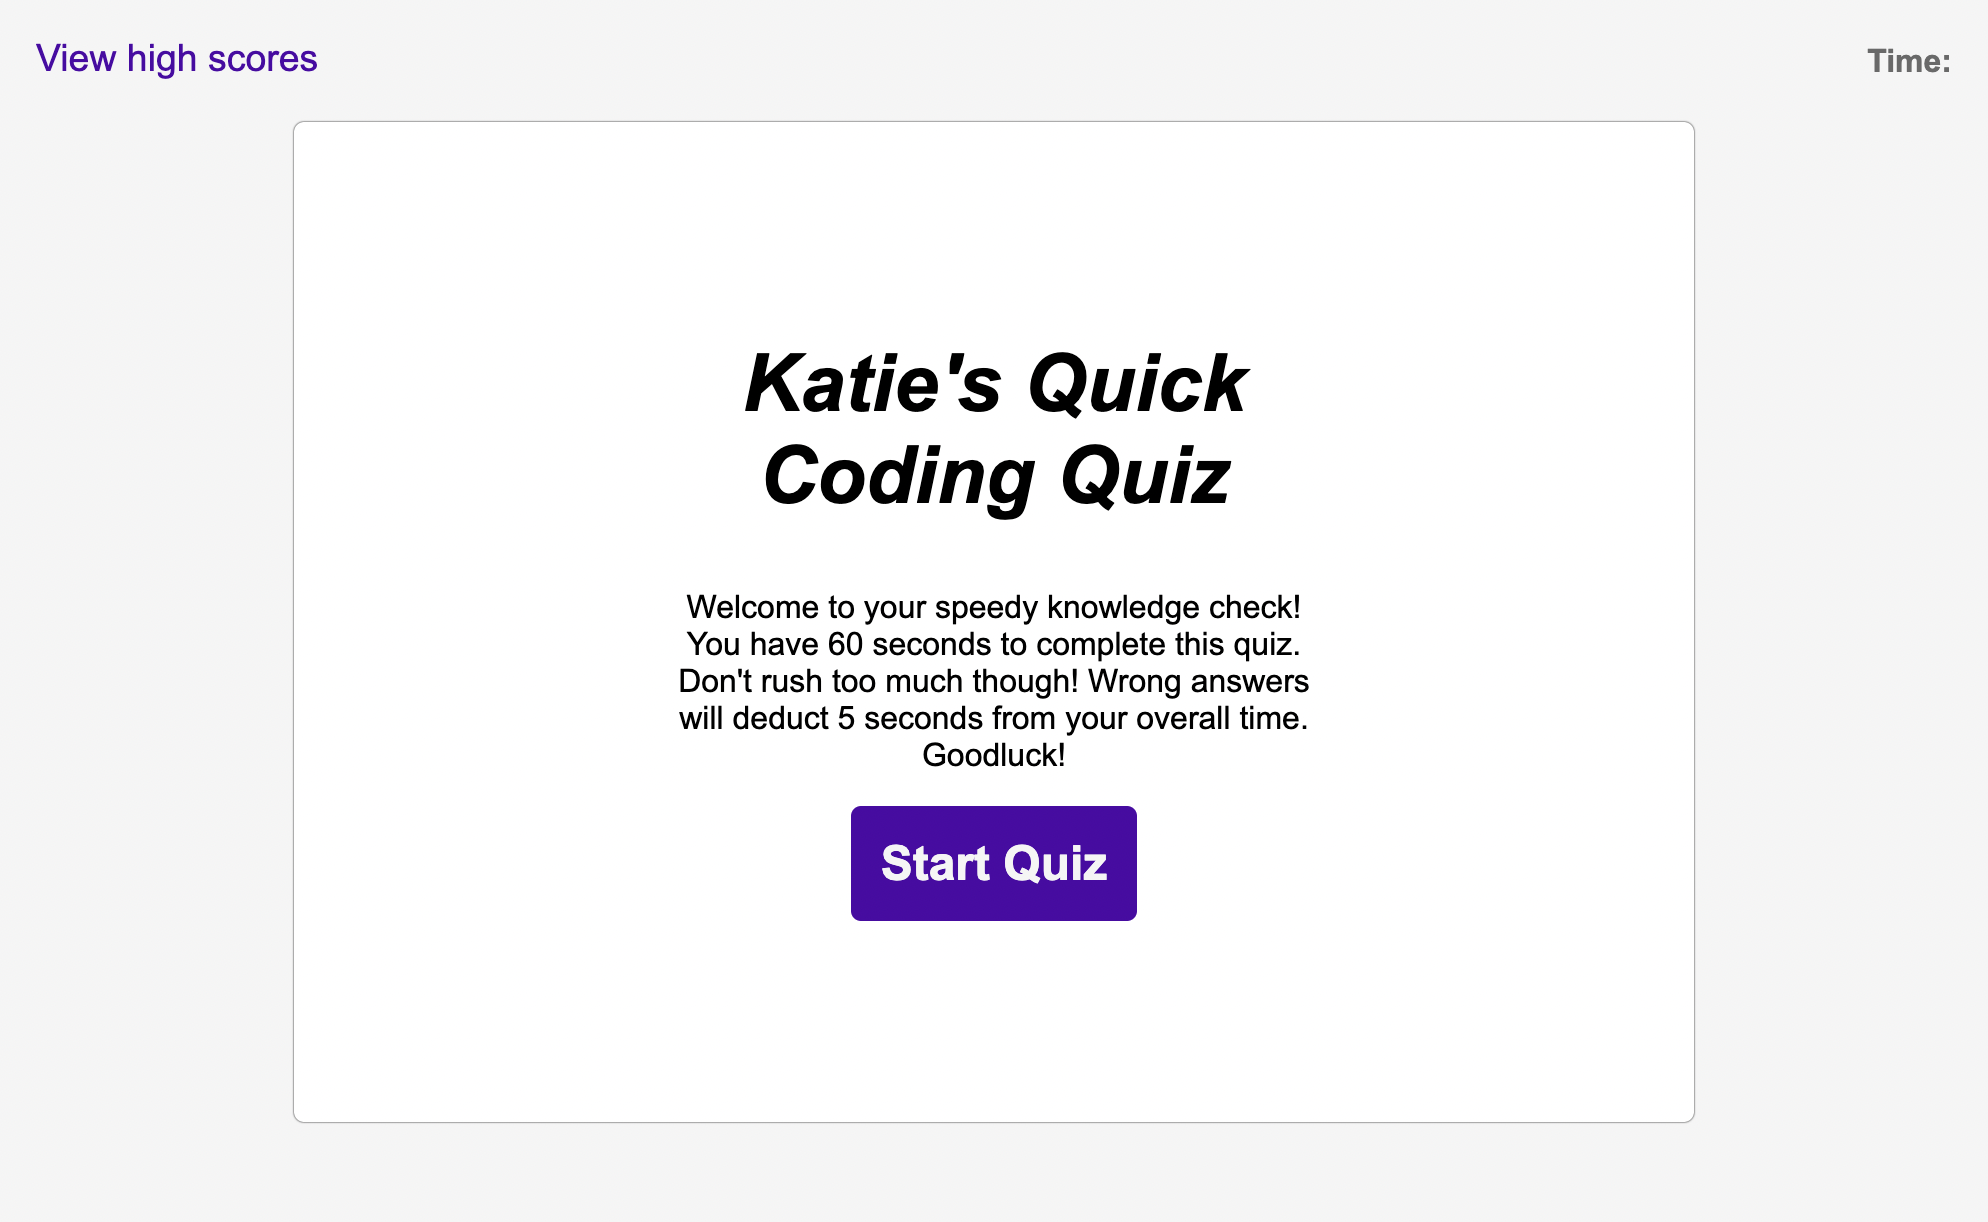 View high scores
Time:
Katie's Quick
Coding Quiz
Welcome to your speedy knowledge check!
You have 60 seconds to complete this quiz.
Don't rush too much though! Wrong answers
will deduct 5 seconds from your overall time.
Goodluck!
Start Quiz